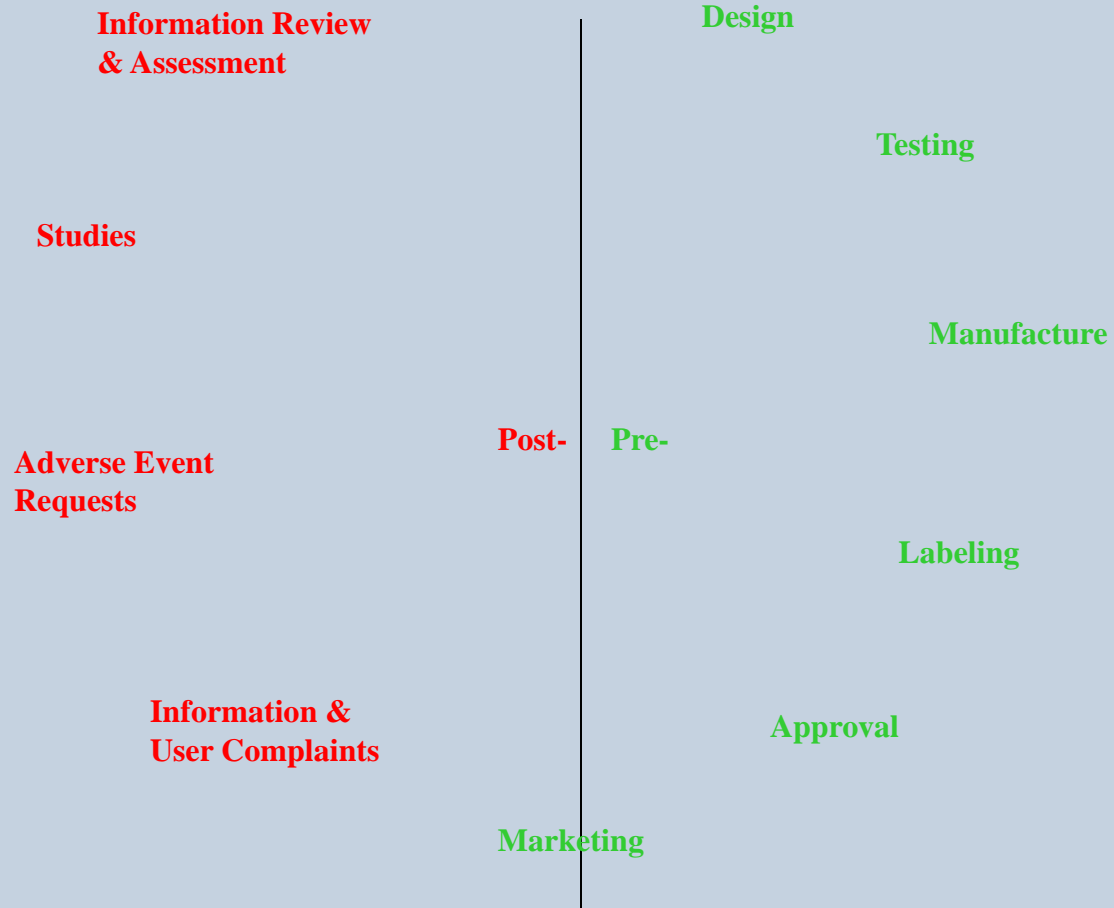 Information Review
& Assessment
Design
Testing
Studies
Manufacture
Post-
Pre-
Adverse Event
Requests
Labeling
Information &
User Complaints
Approval
Marketing